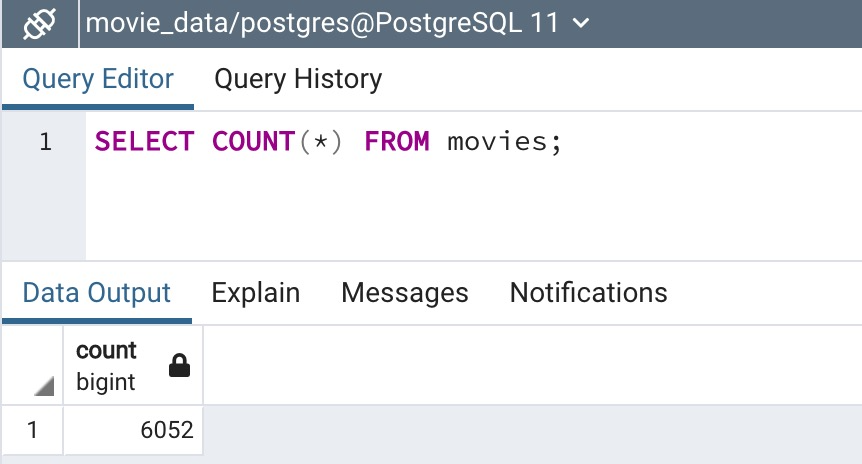 movie_data/postgres@PostgreSQL 11
Query Editor Query History
1 SELECT COUNT(*) FROM movies;
Data Output Explain Messages Notifications
count
bigint
1 6052